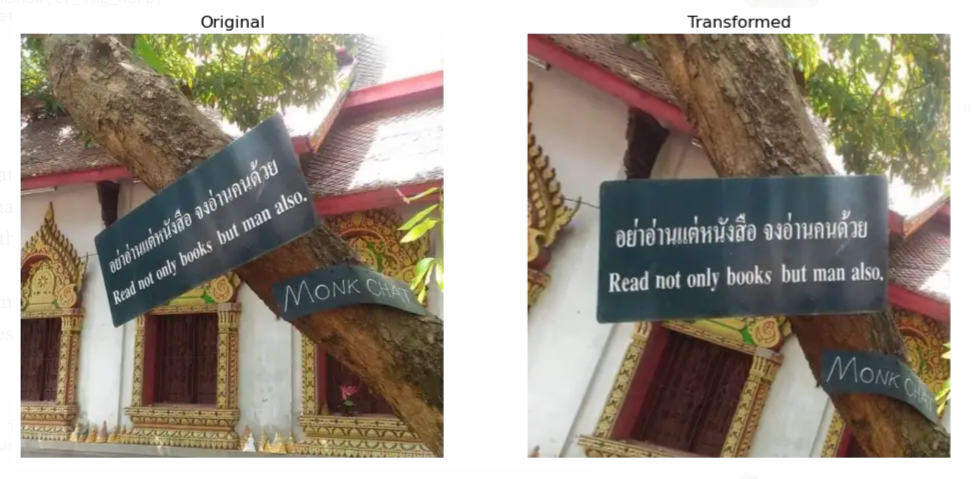 Original
อย่าอ่านแต่หนังสือ จงอ่านคนด้วย
Read not only books but man also.
MONK CHAT
Transformed
อย่าอ่านแต่หนังสือ จงอ่านคนด้วย
Read not only books but man also.
MONK CHAT